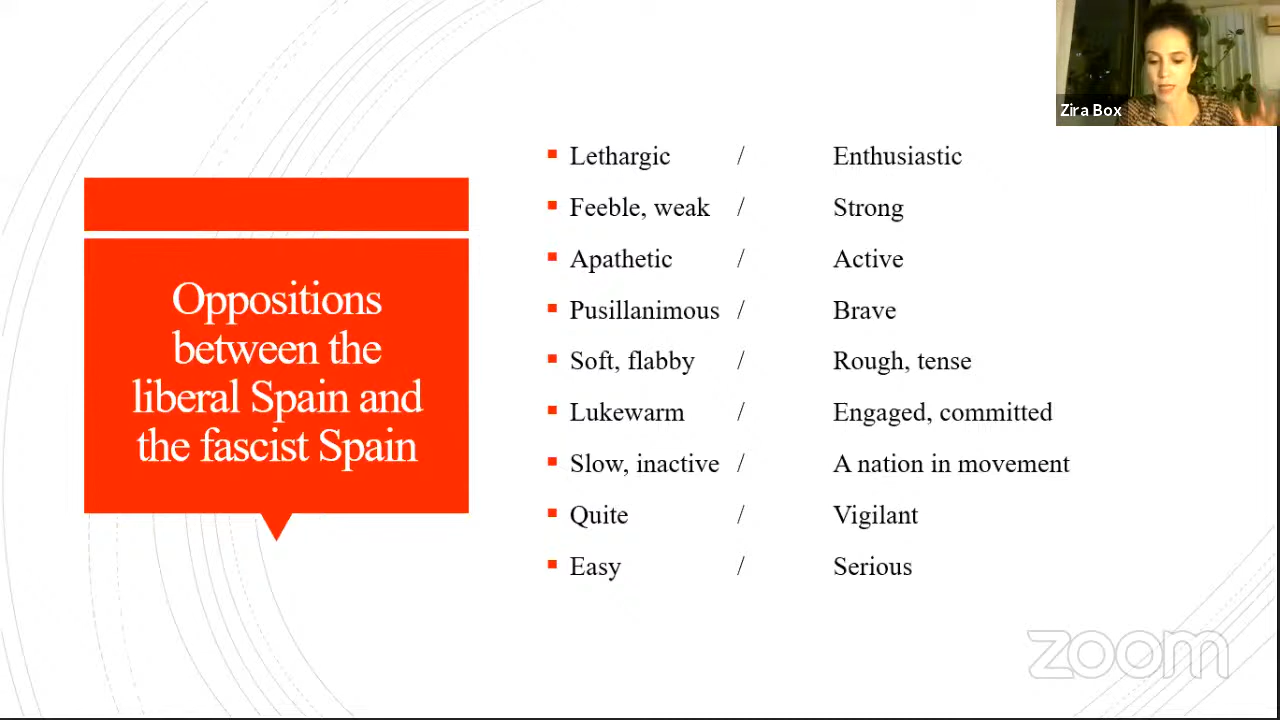 Zira Box
Oppositions
between the
liberal Spain and
the fascist Spain
Lethargic / Enthusiastic
Feeble, weak / Strong
Apathetic / Active
Pusillanimous / Brave
Soft, flabby / Rough, tense
Lukewarm / Engaged, committed
Slow, inactive / A nation in movement
Quite / Vigilant
Easy / Serious
zoom